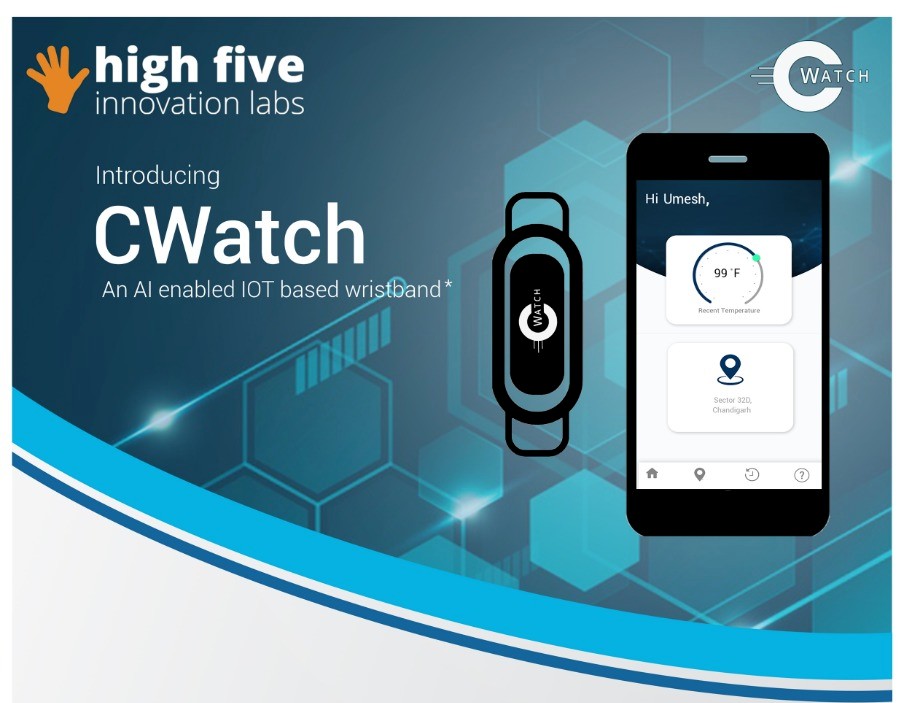 high five
innovation labs
C WATCH
Introducing
CWatch
An AI enabled IOT based wristband*
C WATCH
Hi Umesh,
99 °F
Recent Temperature
Sector 32D,
Chandigarh
?